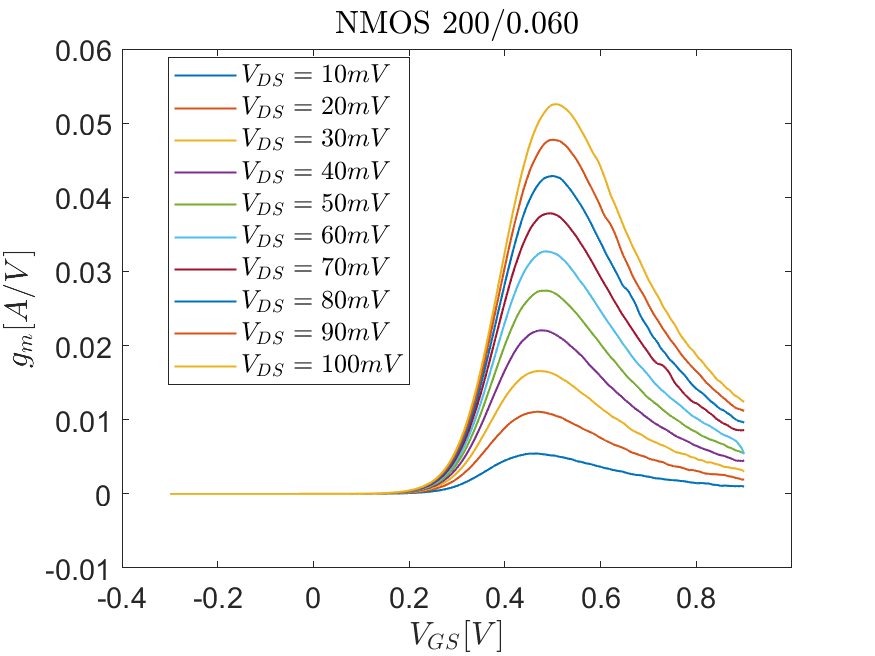 NMOS 200/0.060
0.06
0.05
0.04
0.03
0.02
0.01
0
-0.01
g_m[A/V]
V_DS = 10mV
V_DS = 20mV
V_DS = 30mV
V_DS = 40mV
V_DS = 50mV
V_DS = 60mV
V_DS = 70mV
V_DS = 80mV
V_DS = 90mV
V_DS = 100mV
-0.4 -0.2 0 0.2 0.4 0.6 0.8
V_GS[V]